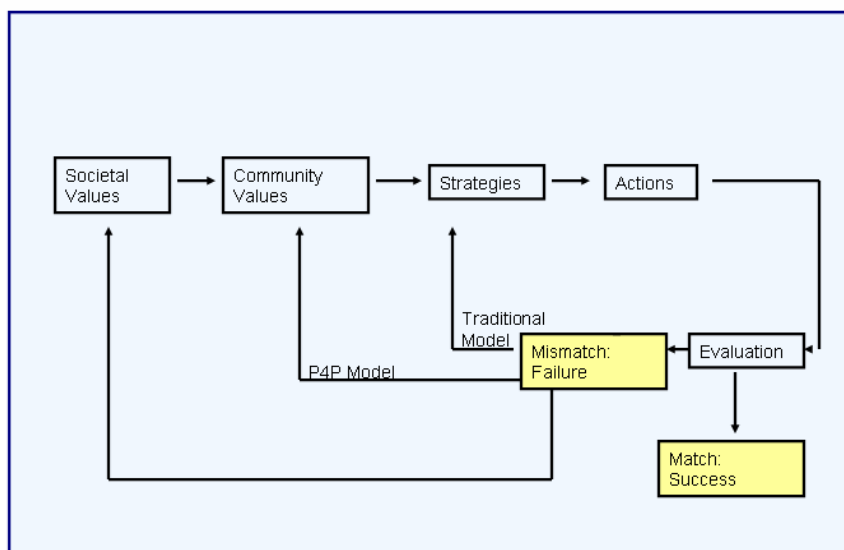 Societal
Values
Community
Values
Strategies
Actions
Traditional
Model
Mismatch:
Failure
Evaluation
P4P Model
Match:
Success